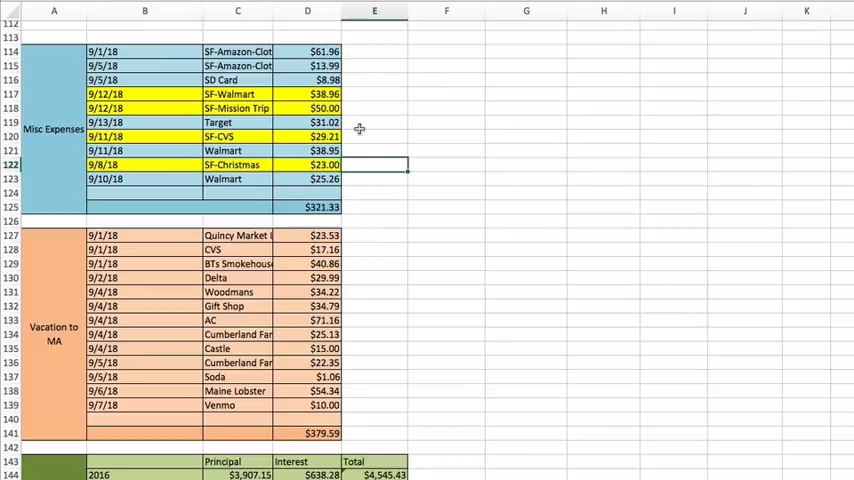 A B C D E F G H I J K
112
113
114 9/1/18 SF-Amazon-Clot $61.96
115 9/5/18 SF-Amazon-Clot $13.99
116 9/5/18 SD Card $8.98
117 9/12/18 SF-Walmart $38.96
118 9/12/18 SF-Mission Trip $50.00
119 Misc Expenses 9/13/18 Target $31.02
120 9/11/18 SF-CVS $29.21
121 9/11/18 Walmart $38.95
122 9/8/18 SF-Christmas $23.00
123 9/10/18 Walmart $25.26
124
125 $321.33
126
127 9/1/18 Quincy Market $23.53
128 9/1/18 CVS $17.16
129 9/1/18 BTs Smokehouse $40.86
130 9/2/18 Delta $29.99
131 9/4/18 Woodmans $34.22
132 9/4/18 Gift Shop $34.79
133 9/4/18 AC $71.16
134 Vacation to MA 9/4/18 Cumberland Far $25.13
135 9/4/18 Castle $15.00
136 9/5/18 Cumberland Far $22.35
137 9/5/18 Soda $1.06
138 9/6/18 Maine Lobster $54.34
139 9/7/18 Venmo $10.00
140
141 $379.59
142
143 Principal Interest Total
144 2016 $3,907.15 $638.28 $4,545.43